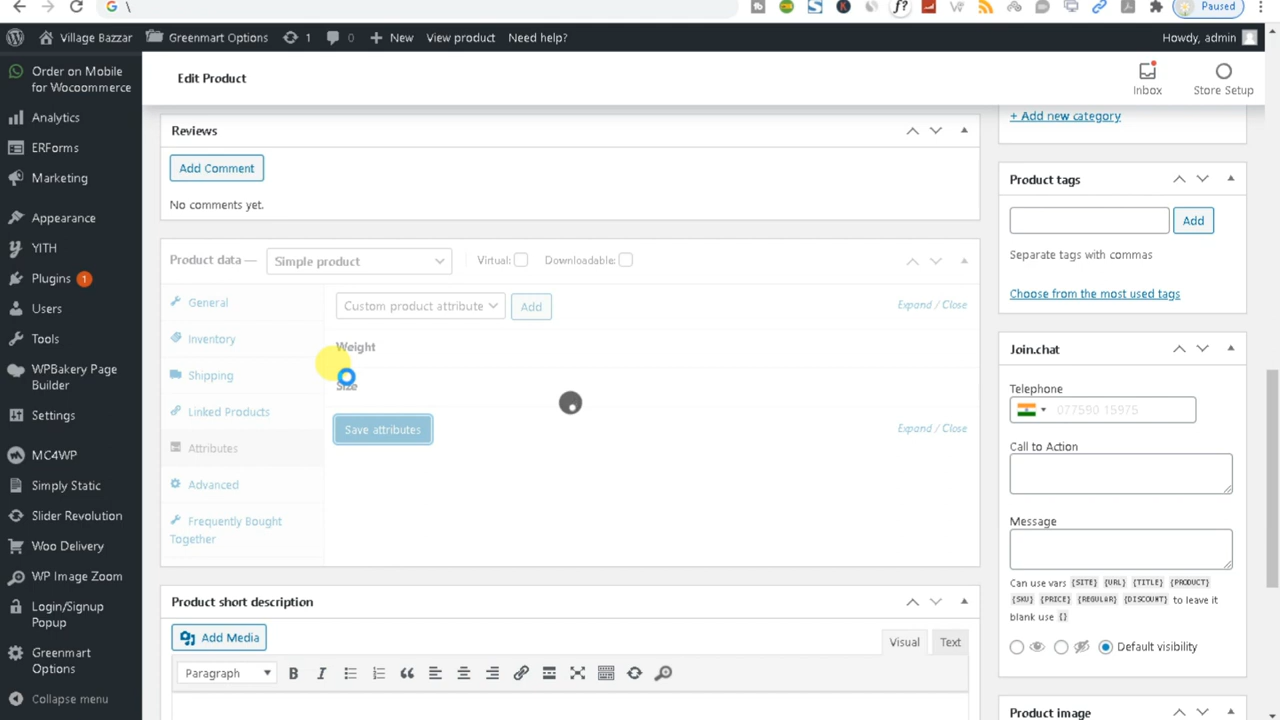 \
Paused
Village Bazzar
Greenmart Options
1
0
New
View product
Need help?
Howdy, admin
Order on Mobile
for Wocoommerce
Analytics
ERForms
Marketing
Appearance
YITH
Plugins 1
Users
Tools
WPBakery Page
Builder
Settings
MC4WP
Simply Static
Slider Revolution
Woo Delivery
WP Image Zoom
Login/Signup
Popup
Greenmart
Options
Collapse menu
Edit Product
Inbox
Store Setup
Reviews
Add Comment
No comments yet.
Product data —
Simple product
Virtual:
Downloadable:
General
Inventory
Shipping
Linked Products
Attributes
Advanced
Frequently Bought
Together
Custom product attribute
Add
Expand / Close
Weight
Size
Save attributes
Expand / Close
Product short description
Add Media
Visual
Text
Paragraph
B I
+ Add new category
Product tags
Add
Separate tags with commas
Choose from the most used tags
Join.chat
Telephone
077590 15975
Call to Action
Message
Can use vars {SITE} {URL} {TITLE} {PRODUCT}
{SKU} {PRICE} {REGULAR} {DISCOUNT} to leave it
blank use {}
Default visibility
Product image